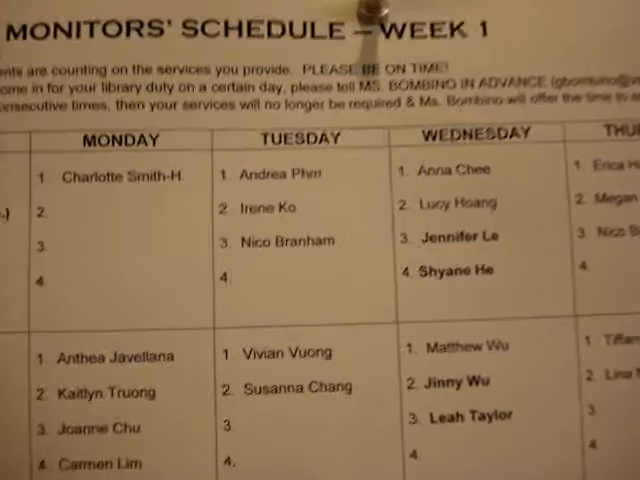 MONITORS' SCHEDULE – WEEK 1
are counting on the services you provide. PLEASE BE ON TIME!
in for your library duty on a certain day, please tell MS. BOMBINO IN ADVANCE
times, then your services will no longer be required & Ms. Bombino will offer the time to
MONDAY TUESDAY WEDNESDAY
1. Charlotte Smith-H. 1. Andrea Phm 1. Anna Chee 1. Erica
2. 2. Irene Ko 2. Lucy Hoang 2. Megan
3. 3. Nico Branham 3. Jennifer Le 3. Nico
4. 4. 4. Shyane He 4.
1. Anthea Javellana 1. Vivian Vuong 1. Matthew Wu 1.
2. Kaitlyn Truong 2. Susanna Chang 2. Jinny Wu 2. Lina
3. Joanne Chu 3. 3. Leah Taylor 3.
4. Carmen Lim 4. 4. 4.